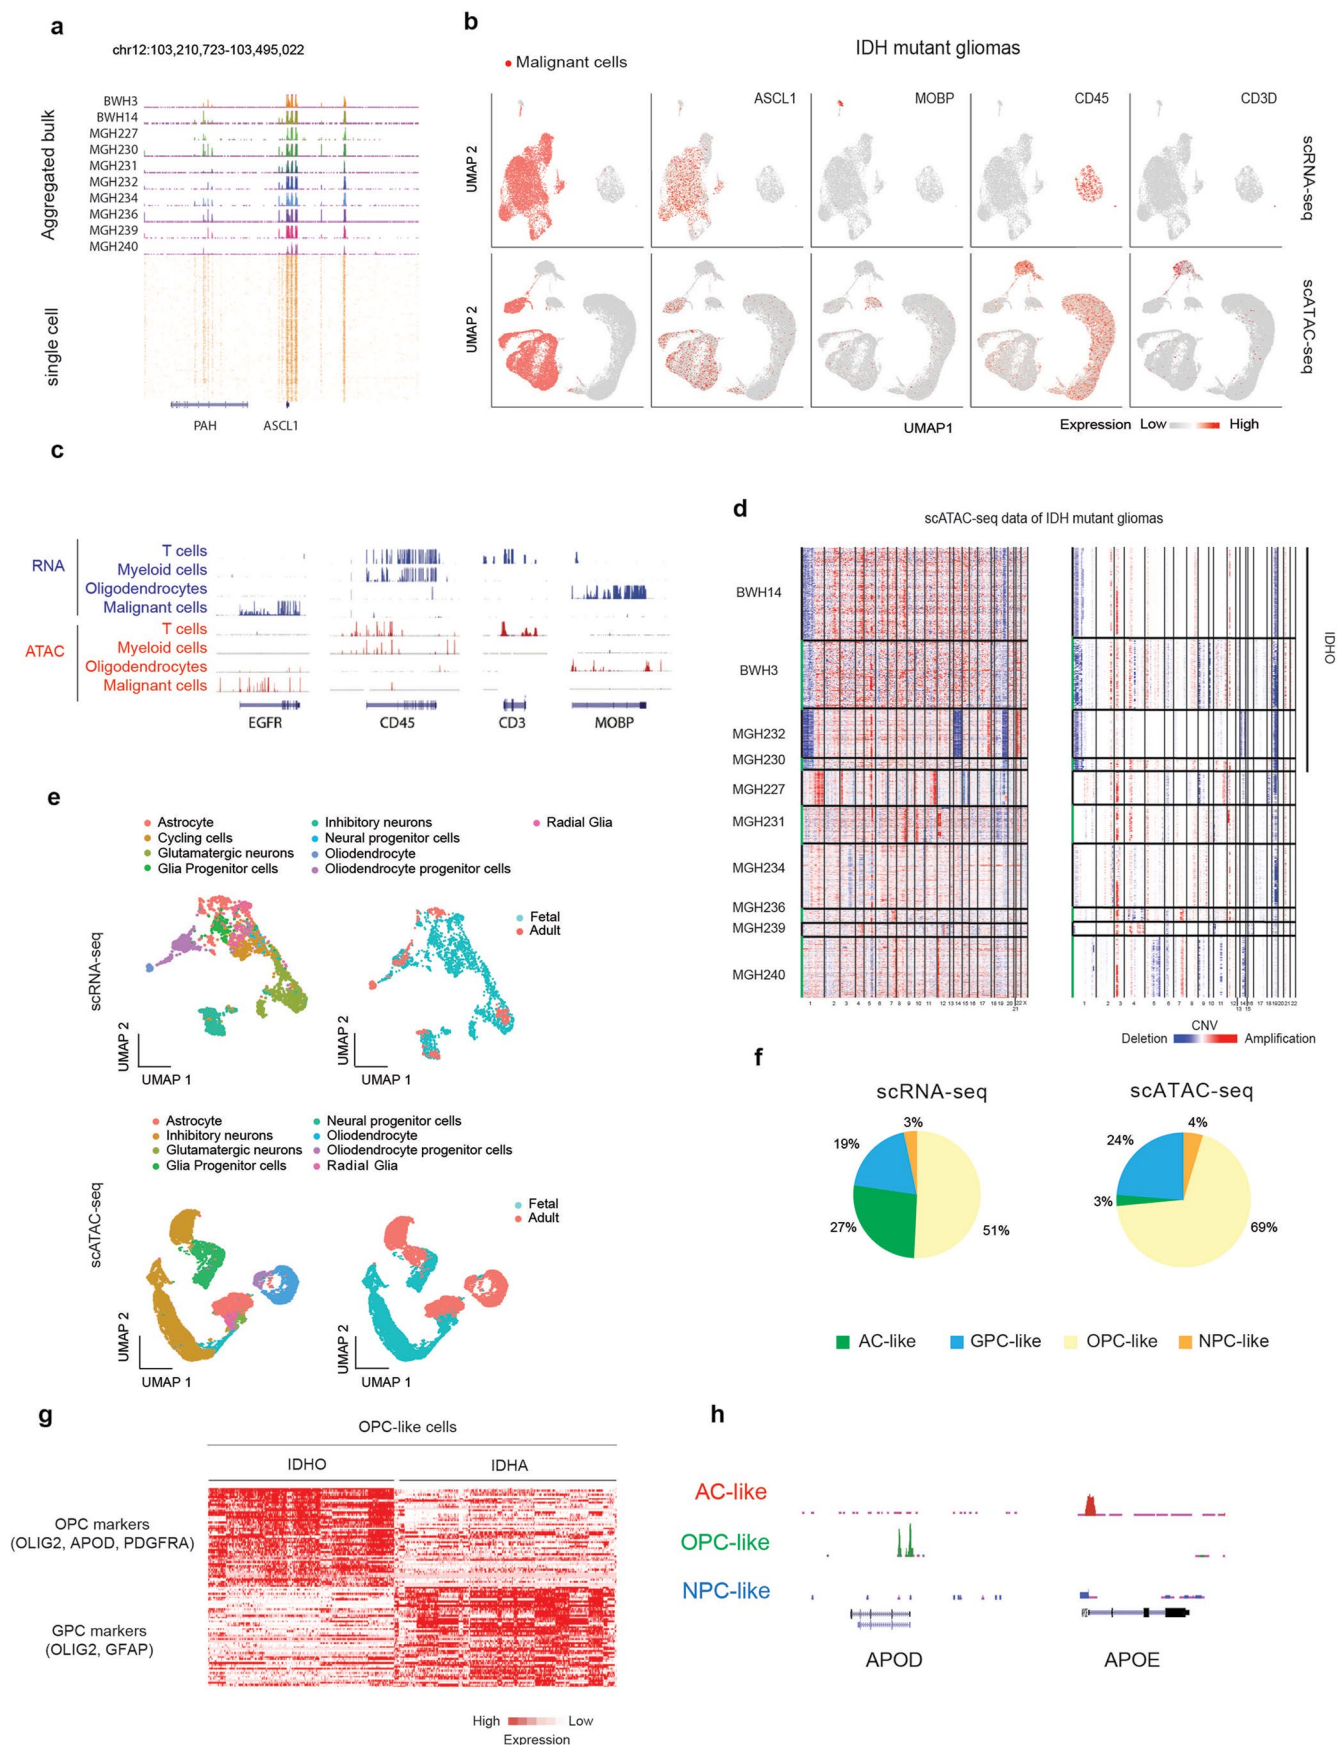 a
chr12:103,210,723-103,495,022
Aggregated bulk
BWH3
BWH14
MGH227
MGH230
MGH231
MGH232
MGH234
MGH236
MGH239
MGH240
single cell
PAH
ASCL1
b
IDH mutant gliomas
Malignant cells
ASCL1
MOBP
CD45
CD3D
UMAP 2
scRNA-seq
UMAP 2
scATAC-seq
UMAP1
Expression Low High
c
RNA
T cells
Myeloid cells
Oligodendrocytes
Malignant cells
ATAC
T cells
Myeloid cells
Oligodendrocytes
Malignant cells
EGFR
CD45
CD3
MOBP
d
scATAC-seq data of IDH mutant gliomas
BWH14
BWH3
MGH232
MGH230
MGH227
MGH231
MGH234
MGH236
MGH239
MGH240
IDHO
CNV
Deletion Amplification
e
Astrocyte
Cycling cells
Glutamatergic neurons
Glia Progenitor cells
Inhibitory neurons
Neural progenitor cells
Oliodendrocyte
Oliodendrocyte progenitor cells
Radial Glia
scRNA-seq
Fetal
Adult
UMAP 2
UMAP 1
UMAP 2
UMAP 1
Astrocyte
Inhibitory neurons
Glutamatergic neurons
Glia Progenitor cells
Neural progenitor cells
Oliodendrocyte
Oliodendrocyte progenitor cells
Radial Glia
scATAC-seq
Fetal
Adult
UMAP 2
UMAP 1
UMAP 2
UMAP 1
f
scRNA-seq
3%
19%
27%
51%
scATAC-seq
4%
24%
3%
69%
AC-like
GPC-like
OPC-like
NPC-like
g
OPC-like cells
IDHO
IDHA
OPC markers
(OLIG2, APOD, PDGFRA)
GPC markers
(OLIG2, GFAP)
High Low
Expression
h
AC-like
OPC-like
NPC-like
APOD
APOE